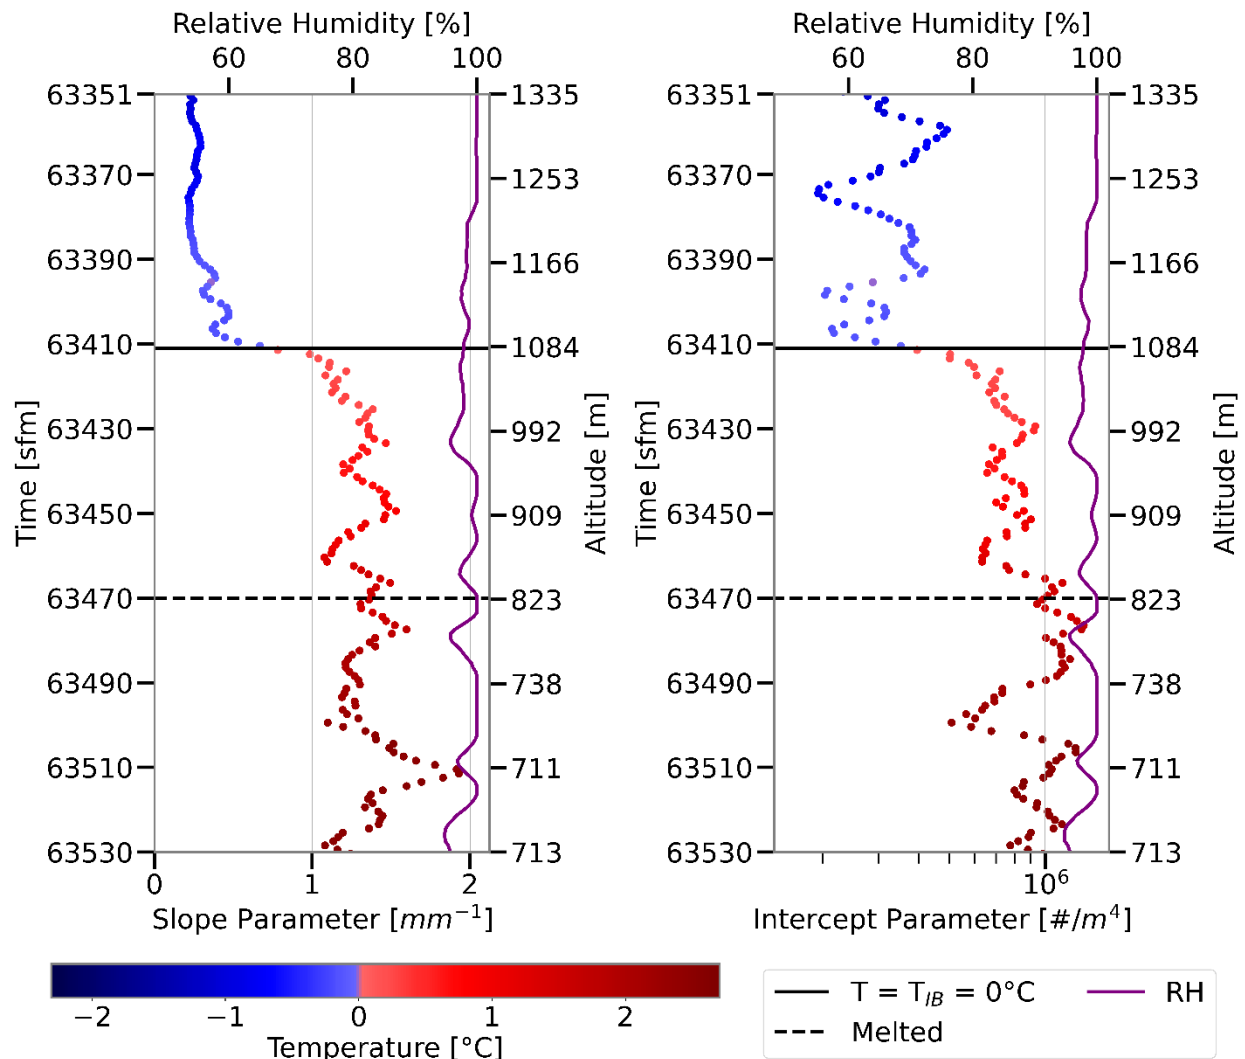 Relative Humidity [%]
60 80 100
Time [sfm]
63351
63370
63390
63410
63430
63450
63470
63490
63510
63530
1335
1253
1166
1084
992
909
823
738
711
713
Altitude [m]
0 1 2
Slope Parameter [mm⁻¹]
Relative Humidity [%]
60 80 100
Time [sfm]
63351
63370
63390
63410
63430
63450
63470
63490
63510
63530
1335
1253
1166
1084
992
909
823
738
711
713
Altitude [m]
10⁶
Intercept Parameter [#/m⁴]
−2 −1 0 1 2
Temperature [°C]
T = T_IB = 0°C
Melted
RH